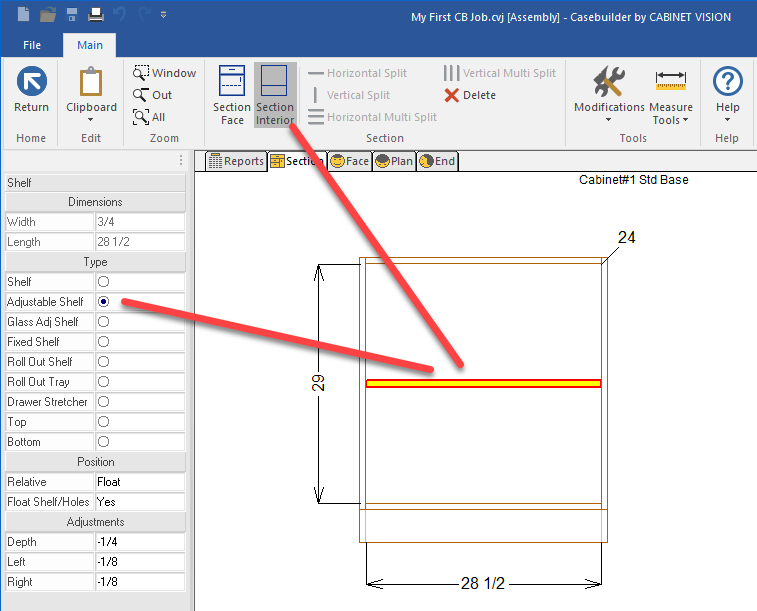 My First CB Job.cvj [Assembly] - Casebuilder by CABINET VISION
File Main
Return
Home
Clipboard
Edit
Window
Out
All
Zoom
Section
Face
Section
Interior
Horizontal Split
Vertical Split
Horizontal Multi Split
Vertical Multi Split
Delete
Section
Modifications
Measure
Tools
Tools
Help
Help
Reports Section Face Plan End
Shelf
Dimensions
Width 3/4
Length 28 1/2
Type
Shelf
Adjustable Shelf
Glass Adj Shelf
Fixed Shelf
Roll Out Shelf
Roll Out Tray
Drawer Stretcher
Top
Bottom
Position
Relative Float
Float Shelf/Holes Yes
Adjustments
Depth -1/4
Left -1/8
Right -1/8
Cabinet#1 Std Base
24
29
28 1/2